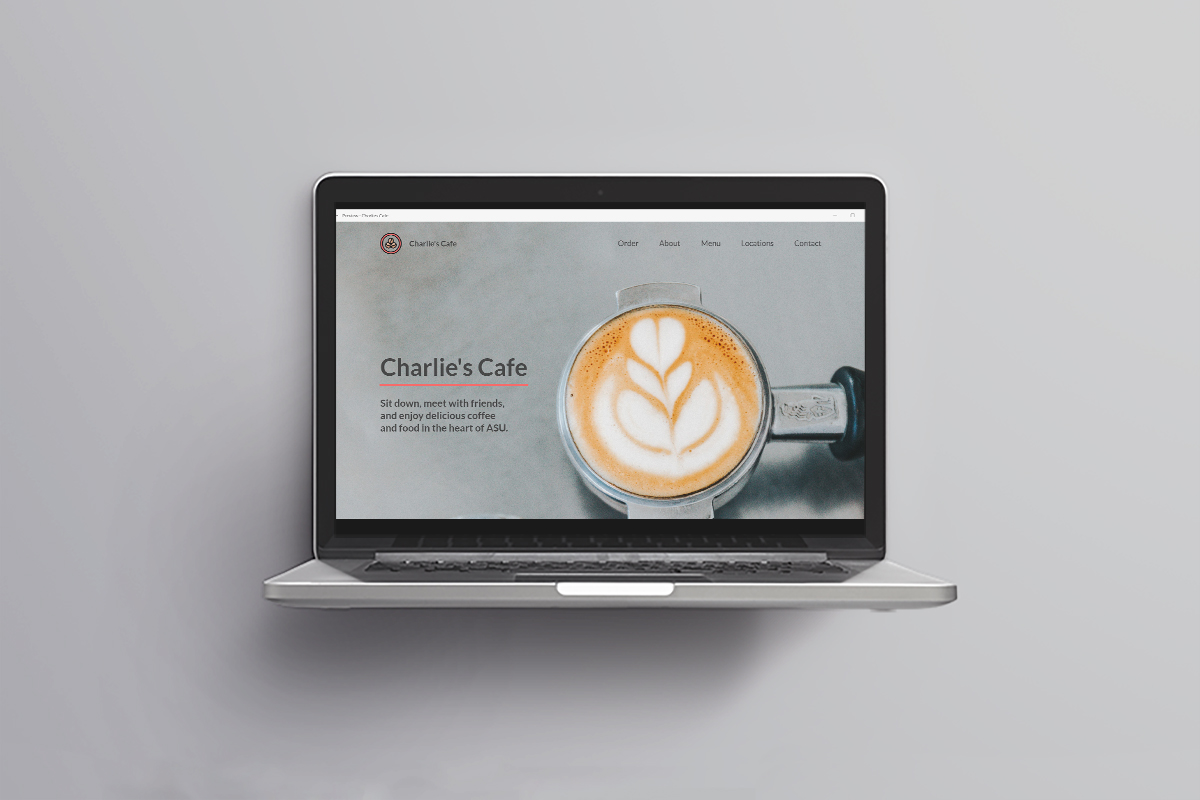 Preview - Charlies Cafe
Charlie's Cafe
Order About Menu Locations Contact
Charlie's Cafe
Sit down, meet with friends,
and enjoy delicious coffee
and food in the heart of ASU.